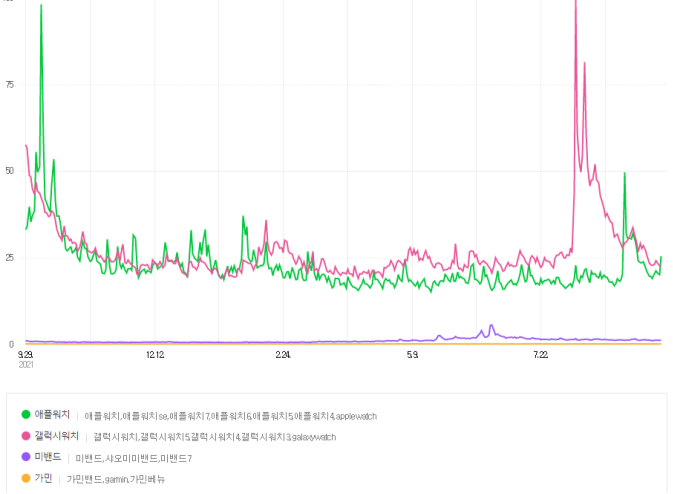 100
75
50
25
0
9.29. 12.12. 2.24. 5.9. 7.22.
2021
애플워치 | 애플워치,애플워치se,애플워치7,애플워치6,애플워치5,애플워치4,applewatch
갤럭시워치 | 갤럭시워치,갤럭시워치5,갤럭시워치4,갤럭시워치3,galaxywatch
미밴드 | 미밴드,샤오미미밴드,미밴드7
가민 | 가민밴드,garmin,가민베뉴